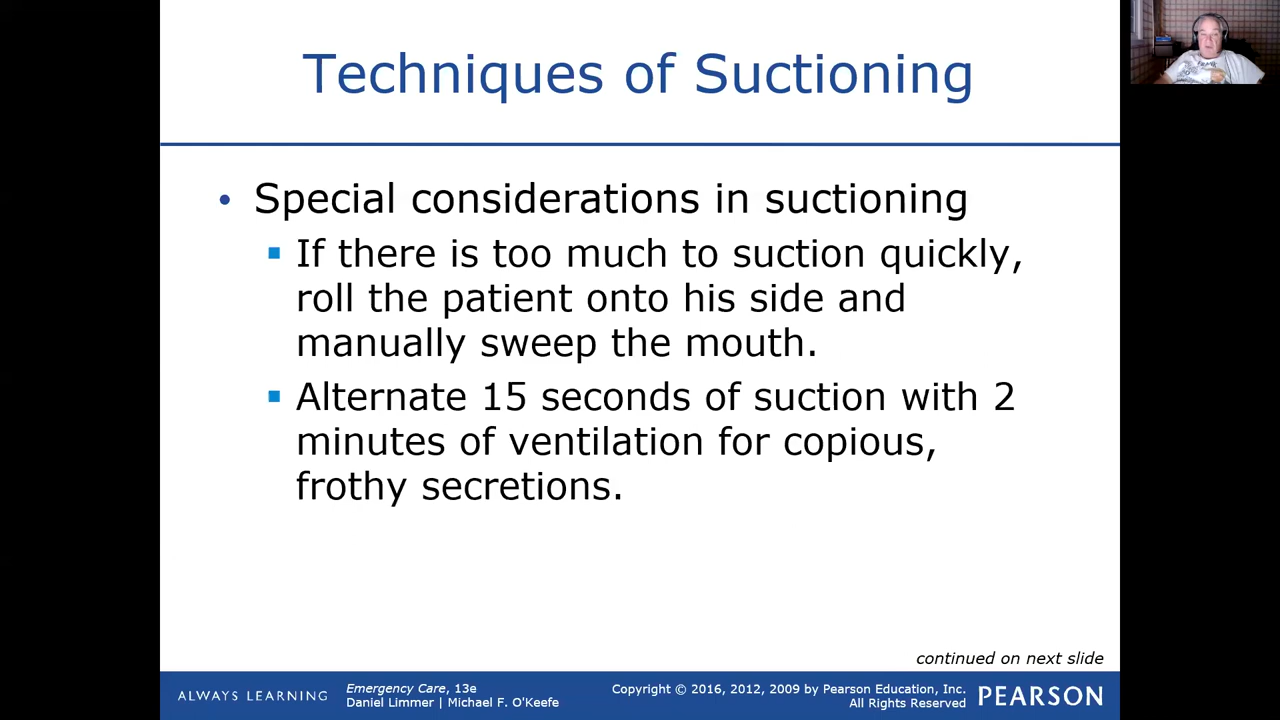 Techniques of Suctioning
• Special considerations in suctioning
▪ If there is too much to suction quickly,
roll the patient onto his side and
manually sweep the mouth.
▪ Alternate 15 seconds of suction with 2
minutes of ventilation for copious,
frothy secretions.
continued on next slide
ALWAYS LEARNING
Emergency Care, 13e
Daniel Limmer | Michael F. O'Keefe
Copyright © 2016, 2012, 2009 by Pearson Education, Inc.
All Rights Reserved
PEARSON